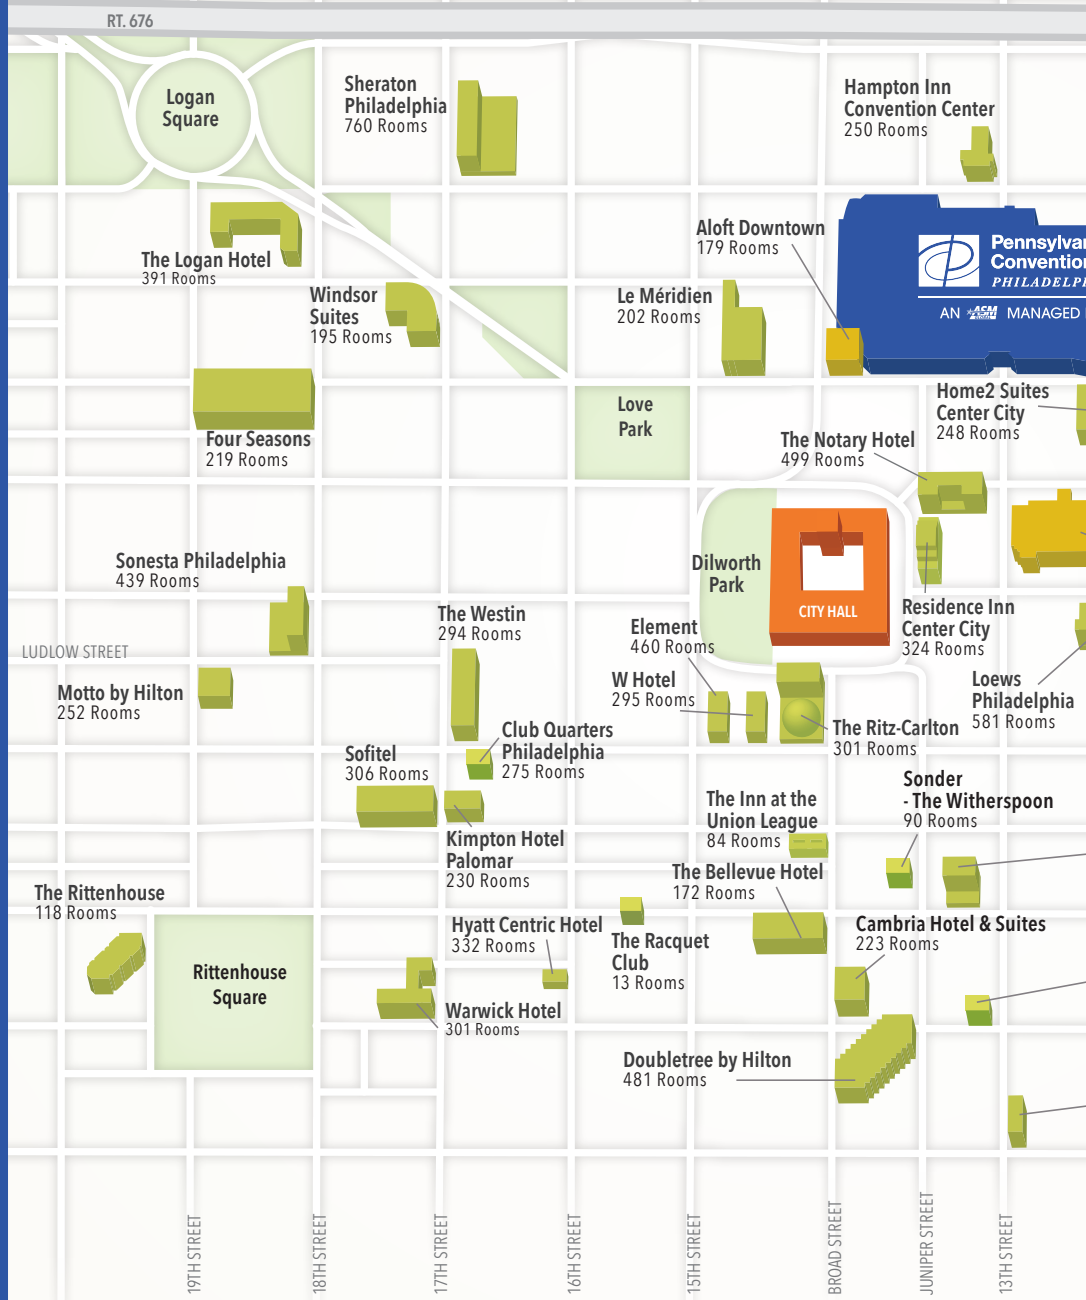 RT. 676
Logan
Square
Sheraton
Philadelphia
760 Rooms
Hampton Inn
Convention Center
250 Rooms
The Logan Hotel
391 Rooms
Aloft Downtown
179 Rooms
Windsor
Suites
195 Rooms
Le Méridien
202 Rooms
AN ASM MANAGED
Four Seasons
219 Rooms
Love
Park
Home2 Suites
Center City
248 Rooms
The Notary Hotel
499 Rooms
Sonesta Philadelphia
439 Rooms
Dilworth
Park
CITY HALL
The Westin
294 Rooms
Element
460 Rooms
Residence Inn
Center City
324 Rooms
LUDLOW STREET
Motto by Hilton
252 Rooms
W Hotel
295 Rooms
Loews
Philadelphia
581 Rooms
Club Quarters
Philadelphia
275 Rooms
The Ritz-Carlton
301 Rooms
Sofitel
306 Rooms
Sonder
- The Witherspoon
90 Rooms
The Inn at the
Union League
84 Rooms
Kimpton Hotel
Palomar
230 Rooms
The Bellevue Hotel
172 Rooms
The Rittenhouse
118 Rooms
Hyatt Centric Hotel
332 Rooms
The Racquet
Club
13 Rooms
Cambria Hotel & Suites
223 Rooms
Rittenhouse
Square
Warwick Hotel
301 Rooms
Doubletree by Hilton
481 Rooms
19TH STREET
18TH STREET
17TH STREET
16TH STREET
15TH STREET
BROAD STREET
JUNIPER STREET
13TH STREET